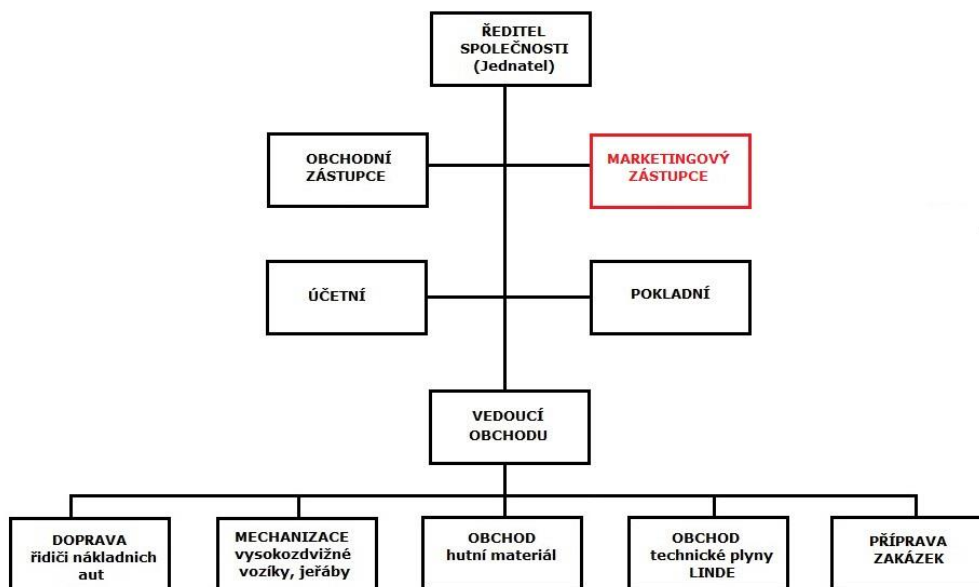 ŘEDITEL
SPOLEČNOSTI
(Jednatel)
OBCHODNÍ
ZÁSTUPCE
MARKETINGOVÝ
ZÁSTUPCE
ÚČETNÍ
POKLADNÍ
VEDOUCÍ
OBCHODU
DOPRAVA
řidiči nákladnich
aut
MECHANIZACE
vysokozdvižné
vozíky, jeřáby
OBCHOD
hutní materiál
OBCHOD
technické plyny
LINDE
PŘÍPRAVA
ZAKÁZEK